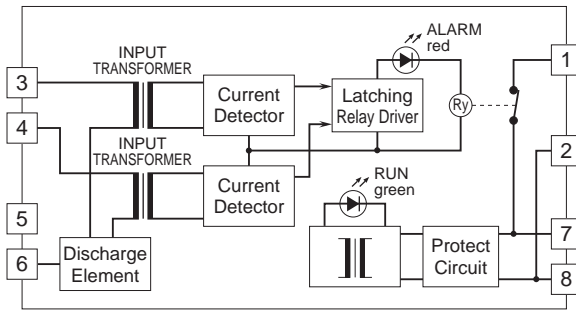 ALARM
red
INPUT
TRANSFORMER
1
3
Current
Detector
Latching
Relay Driver
Ry
4
INPUT
TRANSFORMER
2
Current
Detector
RUN
green
5
6
Discharge
Element
Protect
Circuit
7
8